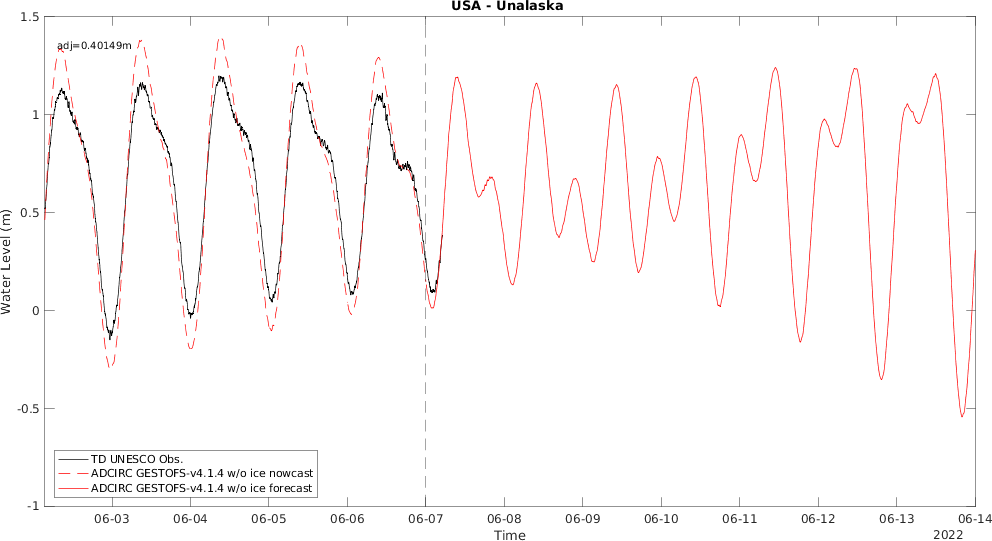 USA - Unalaska
adj=0.40149m
1.5
1
0.5
0
-0.5
-1
Water Level (m)
TD UNESCO Obs.
ADCIRC GESTOFS-v4.1.4 w/o ice nowcast
ADCIRC GESTOFS-v4.1.4 w/o ice forecast
06-03 06-04 06-05 06-06 06-07 06-08 06-09 06-10 06-11 06-12 06-13 06-14
Time
2022